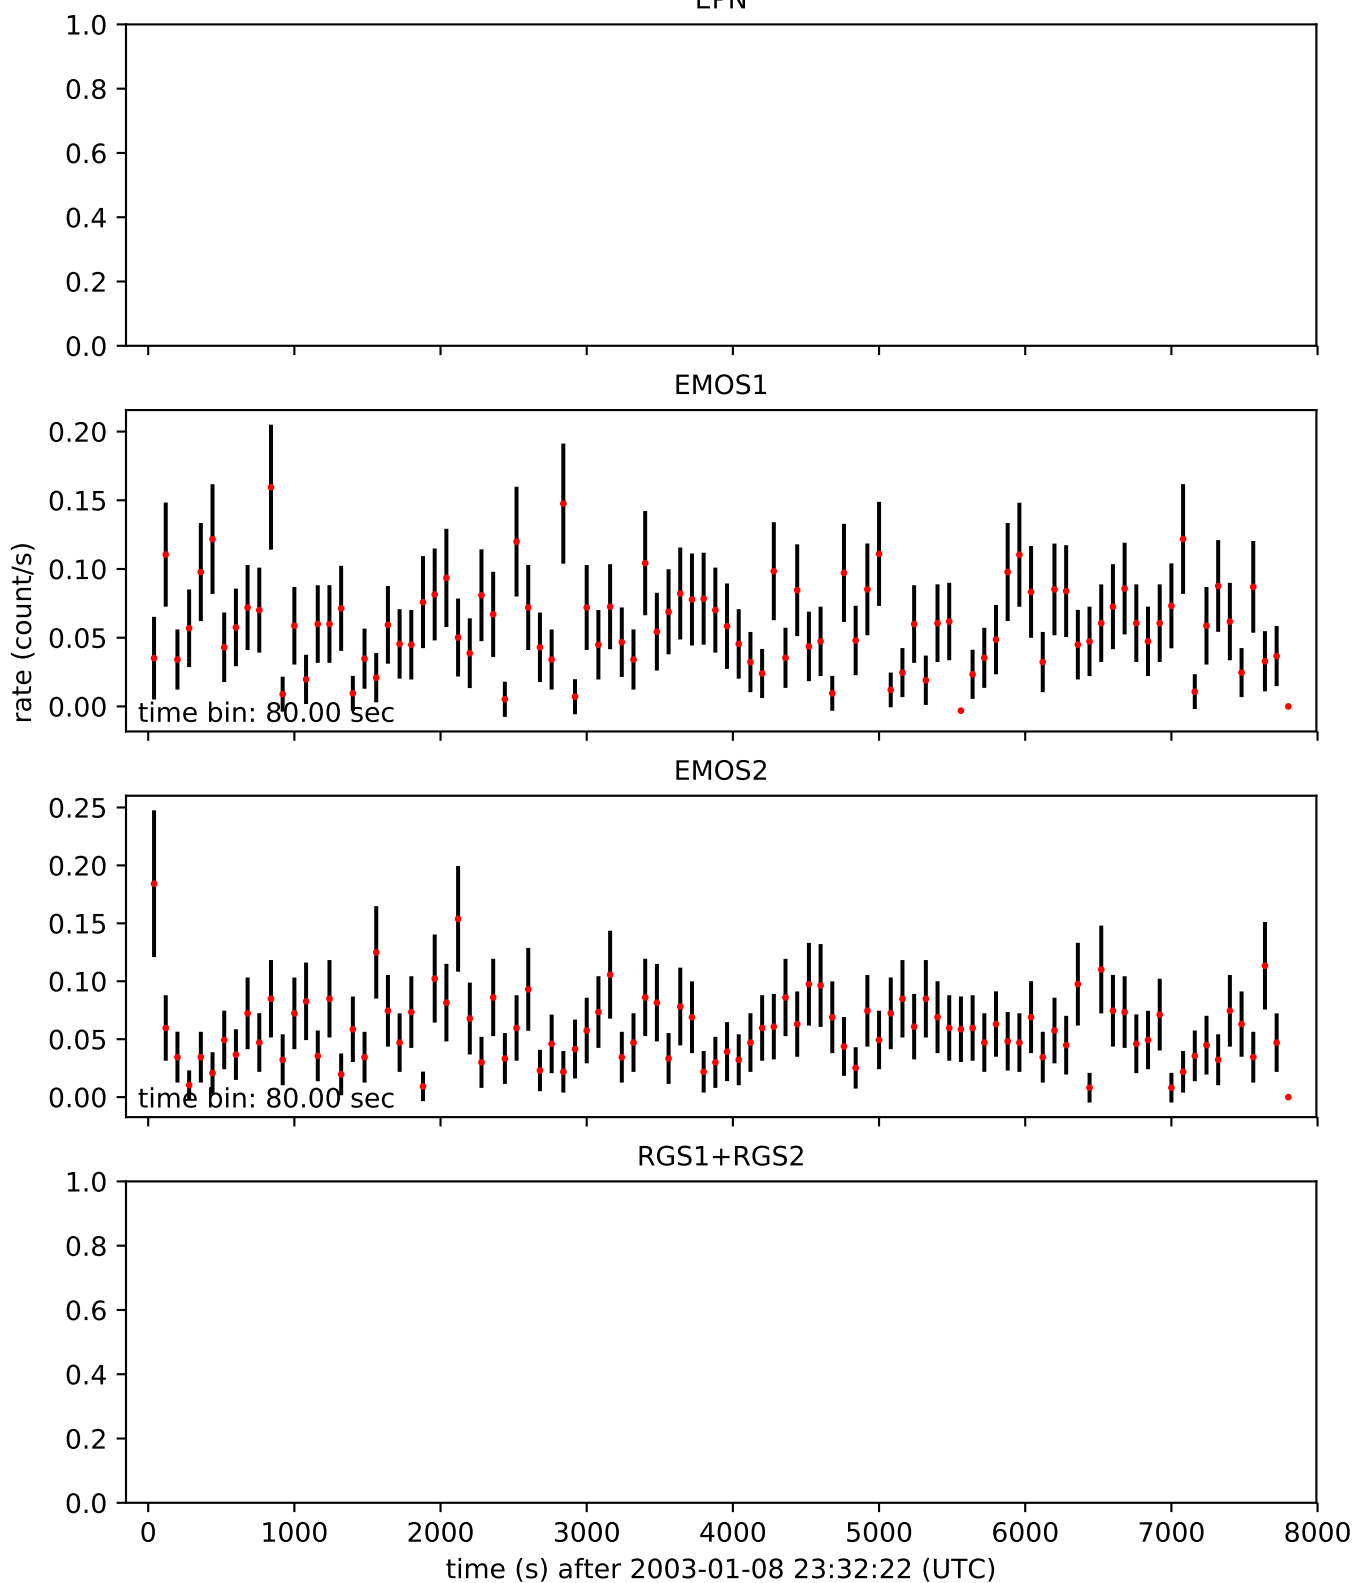 EPN
1.0
0.8
0.6
0.4
0.2
0.0
EMOS1
0.20
0.15
0.10
0.05
0.00
rate (count/s)
time bin: 80.00 sec
EMOS2
0.25
0.20
0.15
0.10
0.05
0.00
time bin: 80.00 sec
RGS1+RGS2
1.0
0.8
0.6
0.4
0.2
0.0
0 1000 2000 3000 4000 5000 6000 7000 8000
time (s) after 2003-01-08 23:32:22 (UTC)